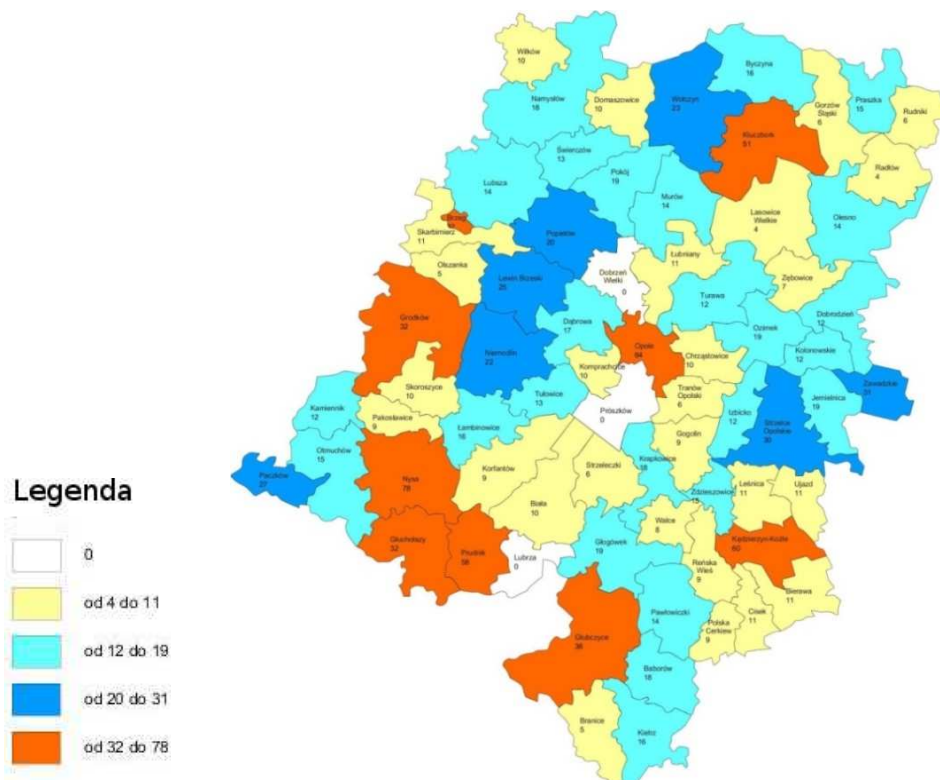 Wilków
10
Namysłów
18
Domaszowice
10
Wołczyn
23
Byczyna
16
Kluczbork
51
Gorzów
Śląski
6
Praszka
15
Rudniki
6
Radłów
4
Świerczów
13
Pokój
19
Lubsza
14
Murów
14
Lasowice
Wielkie
4
Olesno
14
Brzeg
Skarbimierz
11
Popielów
20
Olszanka
5
Lewin Brzeski
Dobrzeń
Wielki
0
Łubniany
11
Zębowice
7
Turawa
12
Dobrodzień
12
Grodków
32
Niemodlin
23
Dąbrowa
17
Opole
64
Ozimek
19
Kolonowskie
12
Chrząstowice
10
Komprachcice
10
Skoroszyce
10
Tułowice
13
Prószków
0
Tarnów
Opolski
6
Zawadzkie
Jemielnica
19
Izbicko
12
Strzelce
Opolskie
30
Kamiennik
12
Pakosławice
9
Łambinowice
16
Gogolin
9
Otmuchów
15
Krapkowice
18
Paczków
27
Nysa
78
Korfantów
9
Strzeleczki
6
Zdzieszowice
15
Leśnica
11
Ujazd
11
Biała
10
Walce
6
Głuchołazy
32
Prudnik
58
Lubrza
0
Głogówek
19
Kędzierzyn-Koźle
60
Reńska
Wieś
9
Bierawa
11
Cisek
11
Polska
Cerkiew
9
Pawłowiczki
14
Głubczyce
36
Baborów
18
Branice
5
Kietrz
16
Legenda
0
od 4 do 11
od 12 do 19
od 20 do 31
od 32 do 78